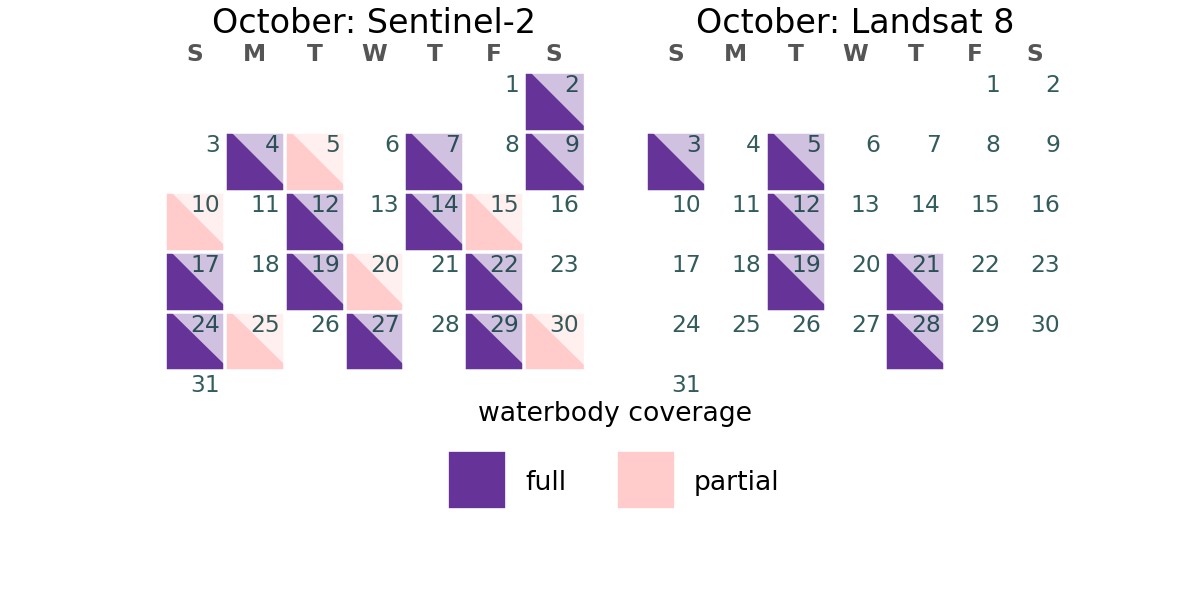 October: Sentinel-2
S M T W T F S
1 2
3 4 5 6 7 8 9
10 11 12 13 14 15 16
17 18 19 20 21 22 23
24 25 26 27 28 29 30
31
October: Landsat 8
S M T W T F S
1 2
3 4 5 6 7 8 9
10 11 12 13 14 15 16
17 18 19 20 21 22 23
24 25 26 27 28 29 30
31
waterbody coverage
full
partial